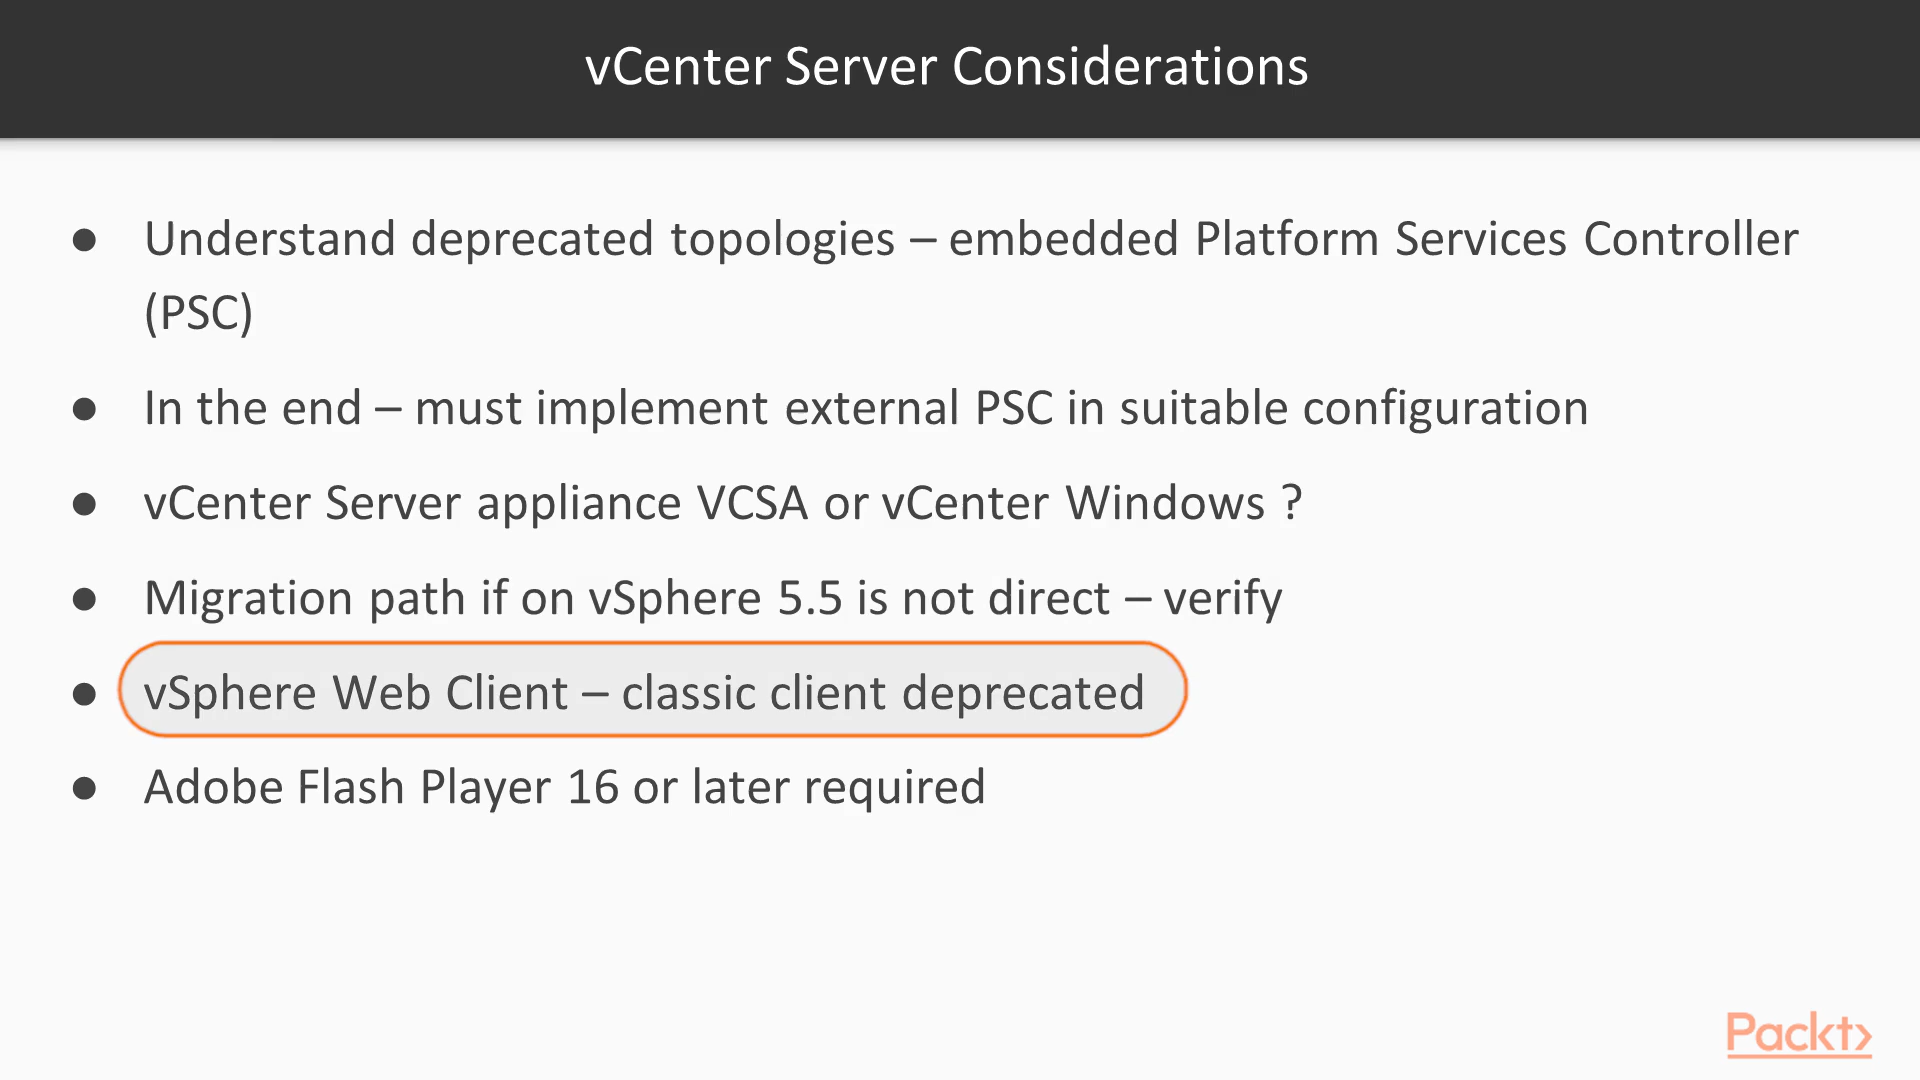 vCenter Server Considerations
● Understand deprecated topologies – embedded Platform Services Controller
(PSC)
● In the end – must implement external PSC in suitable configuration
● vCenter Server appliance VCSA or vCenter Windows ?
● Migration path if on vSphere 5.5 is not direct – verify
● vSphere Web Client – classic client deprecated
● Adobe Flash Player 16 or later required
Packt>